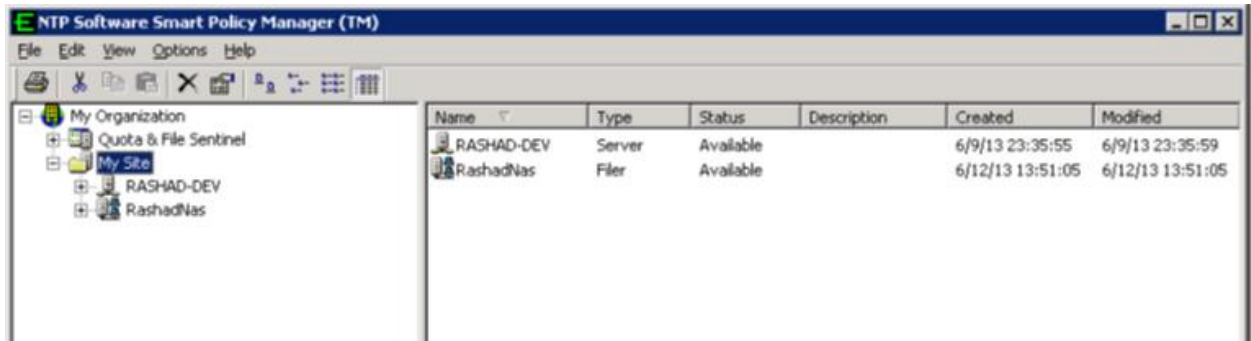 NTP Software Smart Policy Manager (TM)
File Edit View Options Help
My Organization
Quota & File Sentinel
My Site
RASHAD-DEV
RashadNas
Name Type Status Description Created Modified
RASHAD-DEV Server Available 6/9/13 23:35:55 6/9/13 23:35:59
RashadNas Filer Available 6/12/13 13:51:05 6/12/13 13:51:05